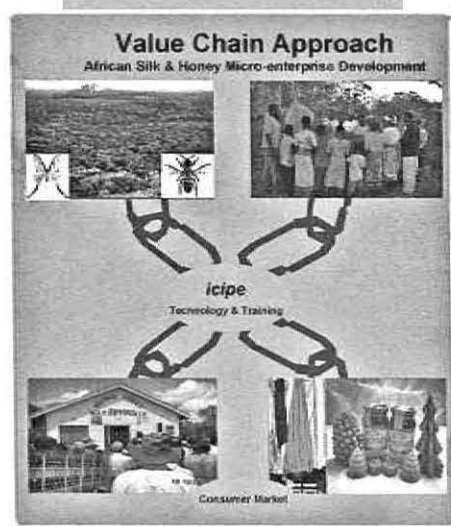 Value Chain Approach
African Silk & Honey Micro-enterprise Development
icipe
Technology & Training
Consumer Market